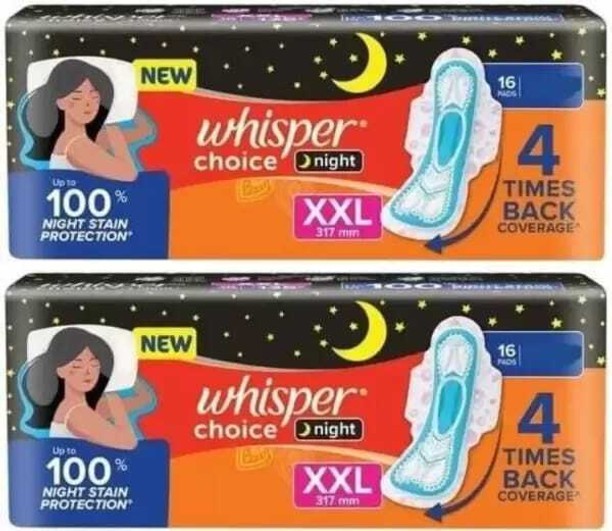 100
NEW
16
PADS
whisper®
choice night
4
TIMES
BACK
COVERAGE^
Up to
100%
NIGHT STAIN
PROTECTION*
XXL
317 mm
100
NEW
16
PADS
whisper®
choice night
4
TIMES
BACK
COVERAGE^
Up to
100%
NIGHT STAIN
PROTECTION*
XXL
317 mm